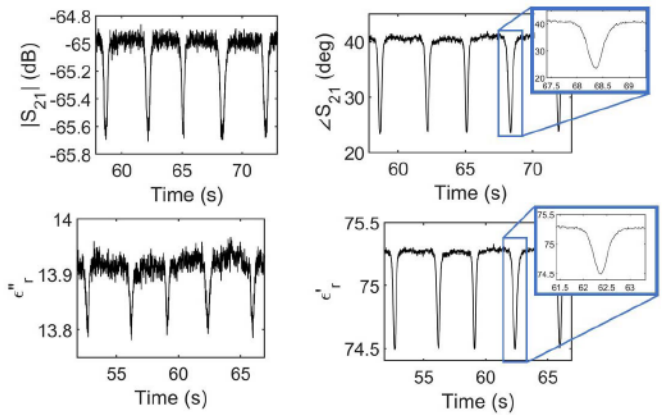 -64.8
-65
-65.2
-65.4
-65.6
-65.8
|S21| (dB)
60 65 70
Time (s)
40
30
20
∠S21 (deg)
60 65 70
Time (s)
40
30
20
67.5 68 68.5 69
14
13.9
13.8
ϵ″r
55 60 65
Time (s)
75.5
75
74.5
ϵ′r
55 60 65
Time (s)
75.5
75
74.5
61.5 62 62.5 63